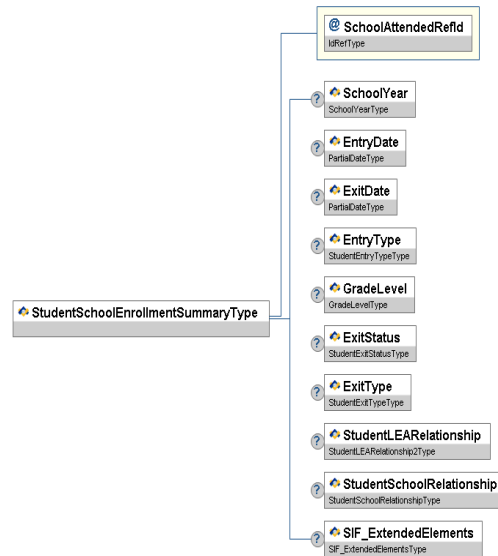 @ SchoolAttendedRefId
IdRefType
? SchoolYear
SchoolYearType
? EntryDate
PartialDateType
? ExitDate
PartialDateType
? EntryType
StudentEntryTypeType
? GradeLevel
GradeLevelType
StudentSchoolEnrollmentSummaryType
? ExitStatus
StudentExitStatusType
? ExitType
StudentExitTypeType
? StudentLEARelationship
StudentLEARelationship2Type
? StudentSchoolRelationship
StudentSchoolRelationshipType
? SIF_ExtendedElements
SIF_ExtendedElementsType